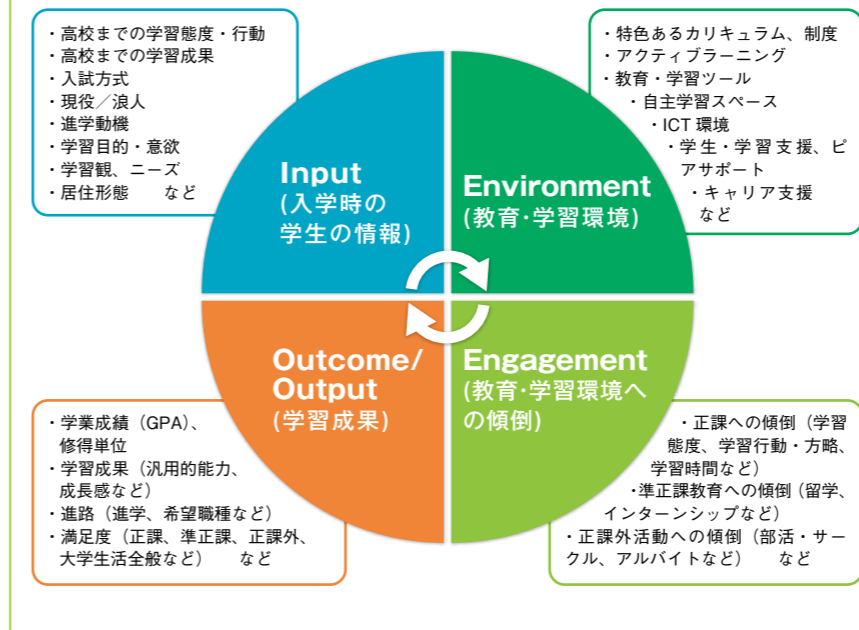 ・高校までの学習態度・行動
・高校までの学習成果
・入試方式
・現役／浪人
・進学動機
・学習目的・意欲
・学習観、ニーズ
・居住形態　　など
・特色あるカリキュラム、制度
・アクティブラーニング
・教育・学習ツール
・自主学習スペース
・ICT 環境
・学生・学習支援、ピ
アサポート
・キャリア支援
など
Input
(入学時の
学生の情報)
Environment
(教育・学習環境)
Outcome/
Output
(学習成果)
Engagement
(教育・学習環境へ
の傾倒)
・学業成績（GPA）、
修得単位
・学習成果（汎用的能力、
成長感など）
・進路（進学、希望職種など）
・満足度（正課、準正課、正課外、
大学生活全般など）　　など
・正課への傾倒（学習
態度、学習行動・方略、
学習時間など）
・準正課教育への傾倒（留学、
インターンシップなど）
・正課外活動への傾倒（部活・サー
クル、アルバイトなど）　　など